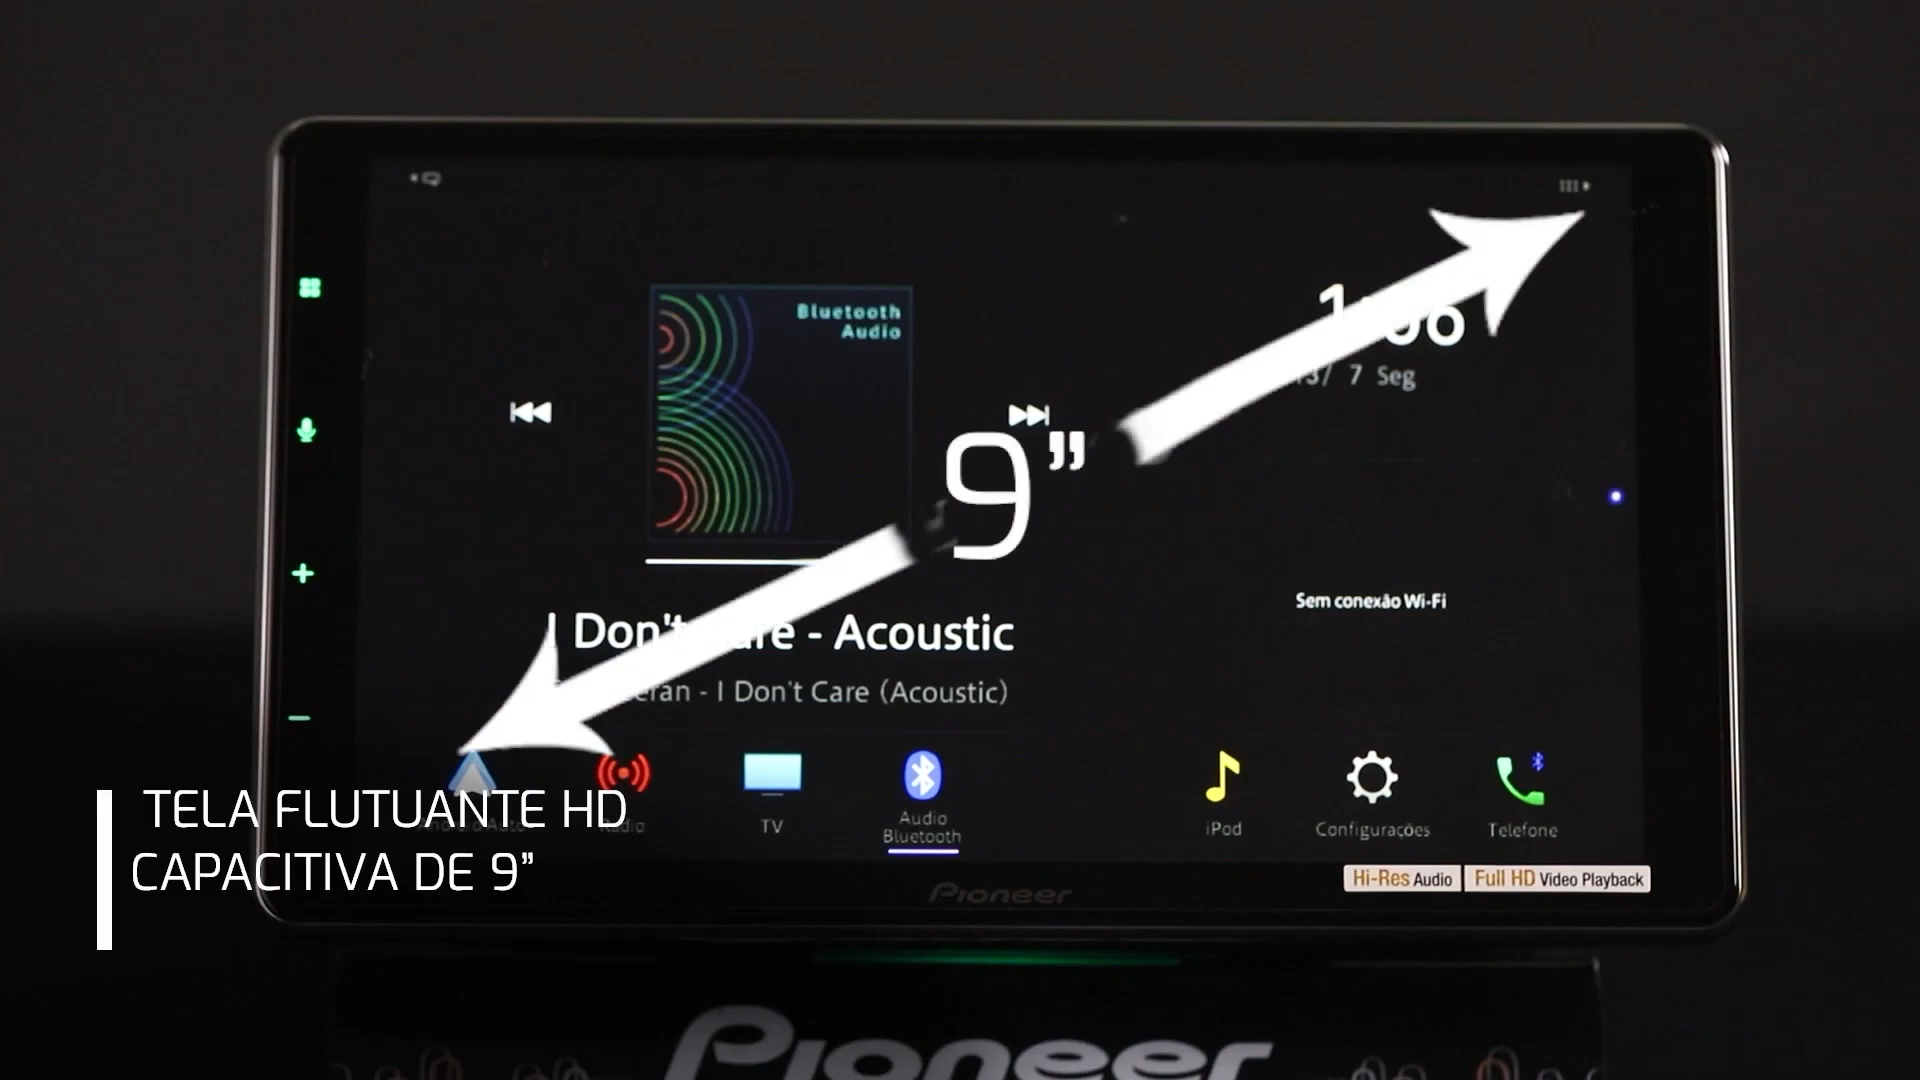 Bluetooth
Audio
7 Seg
9”
Sem conexão Wi-Fi
I Don't - Acoustic
- I Don't Care (Acoustic)
TV
Audio
Bluetooth
iPod
Configurações
Telefone
TELA FLUTUANTE HD
CAPACITIVA DE 9”
Hi-Res Audio
Full HD Video Playback
Pioneer
Pioneer